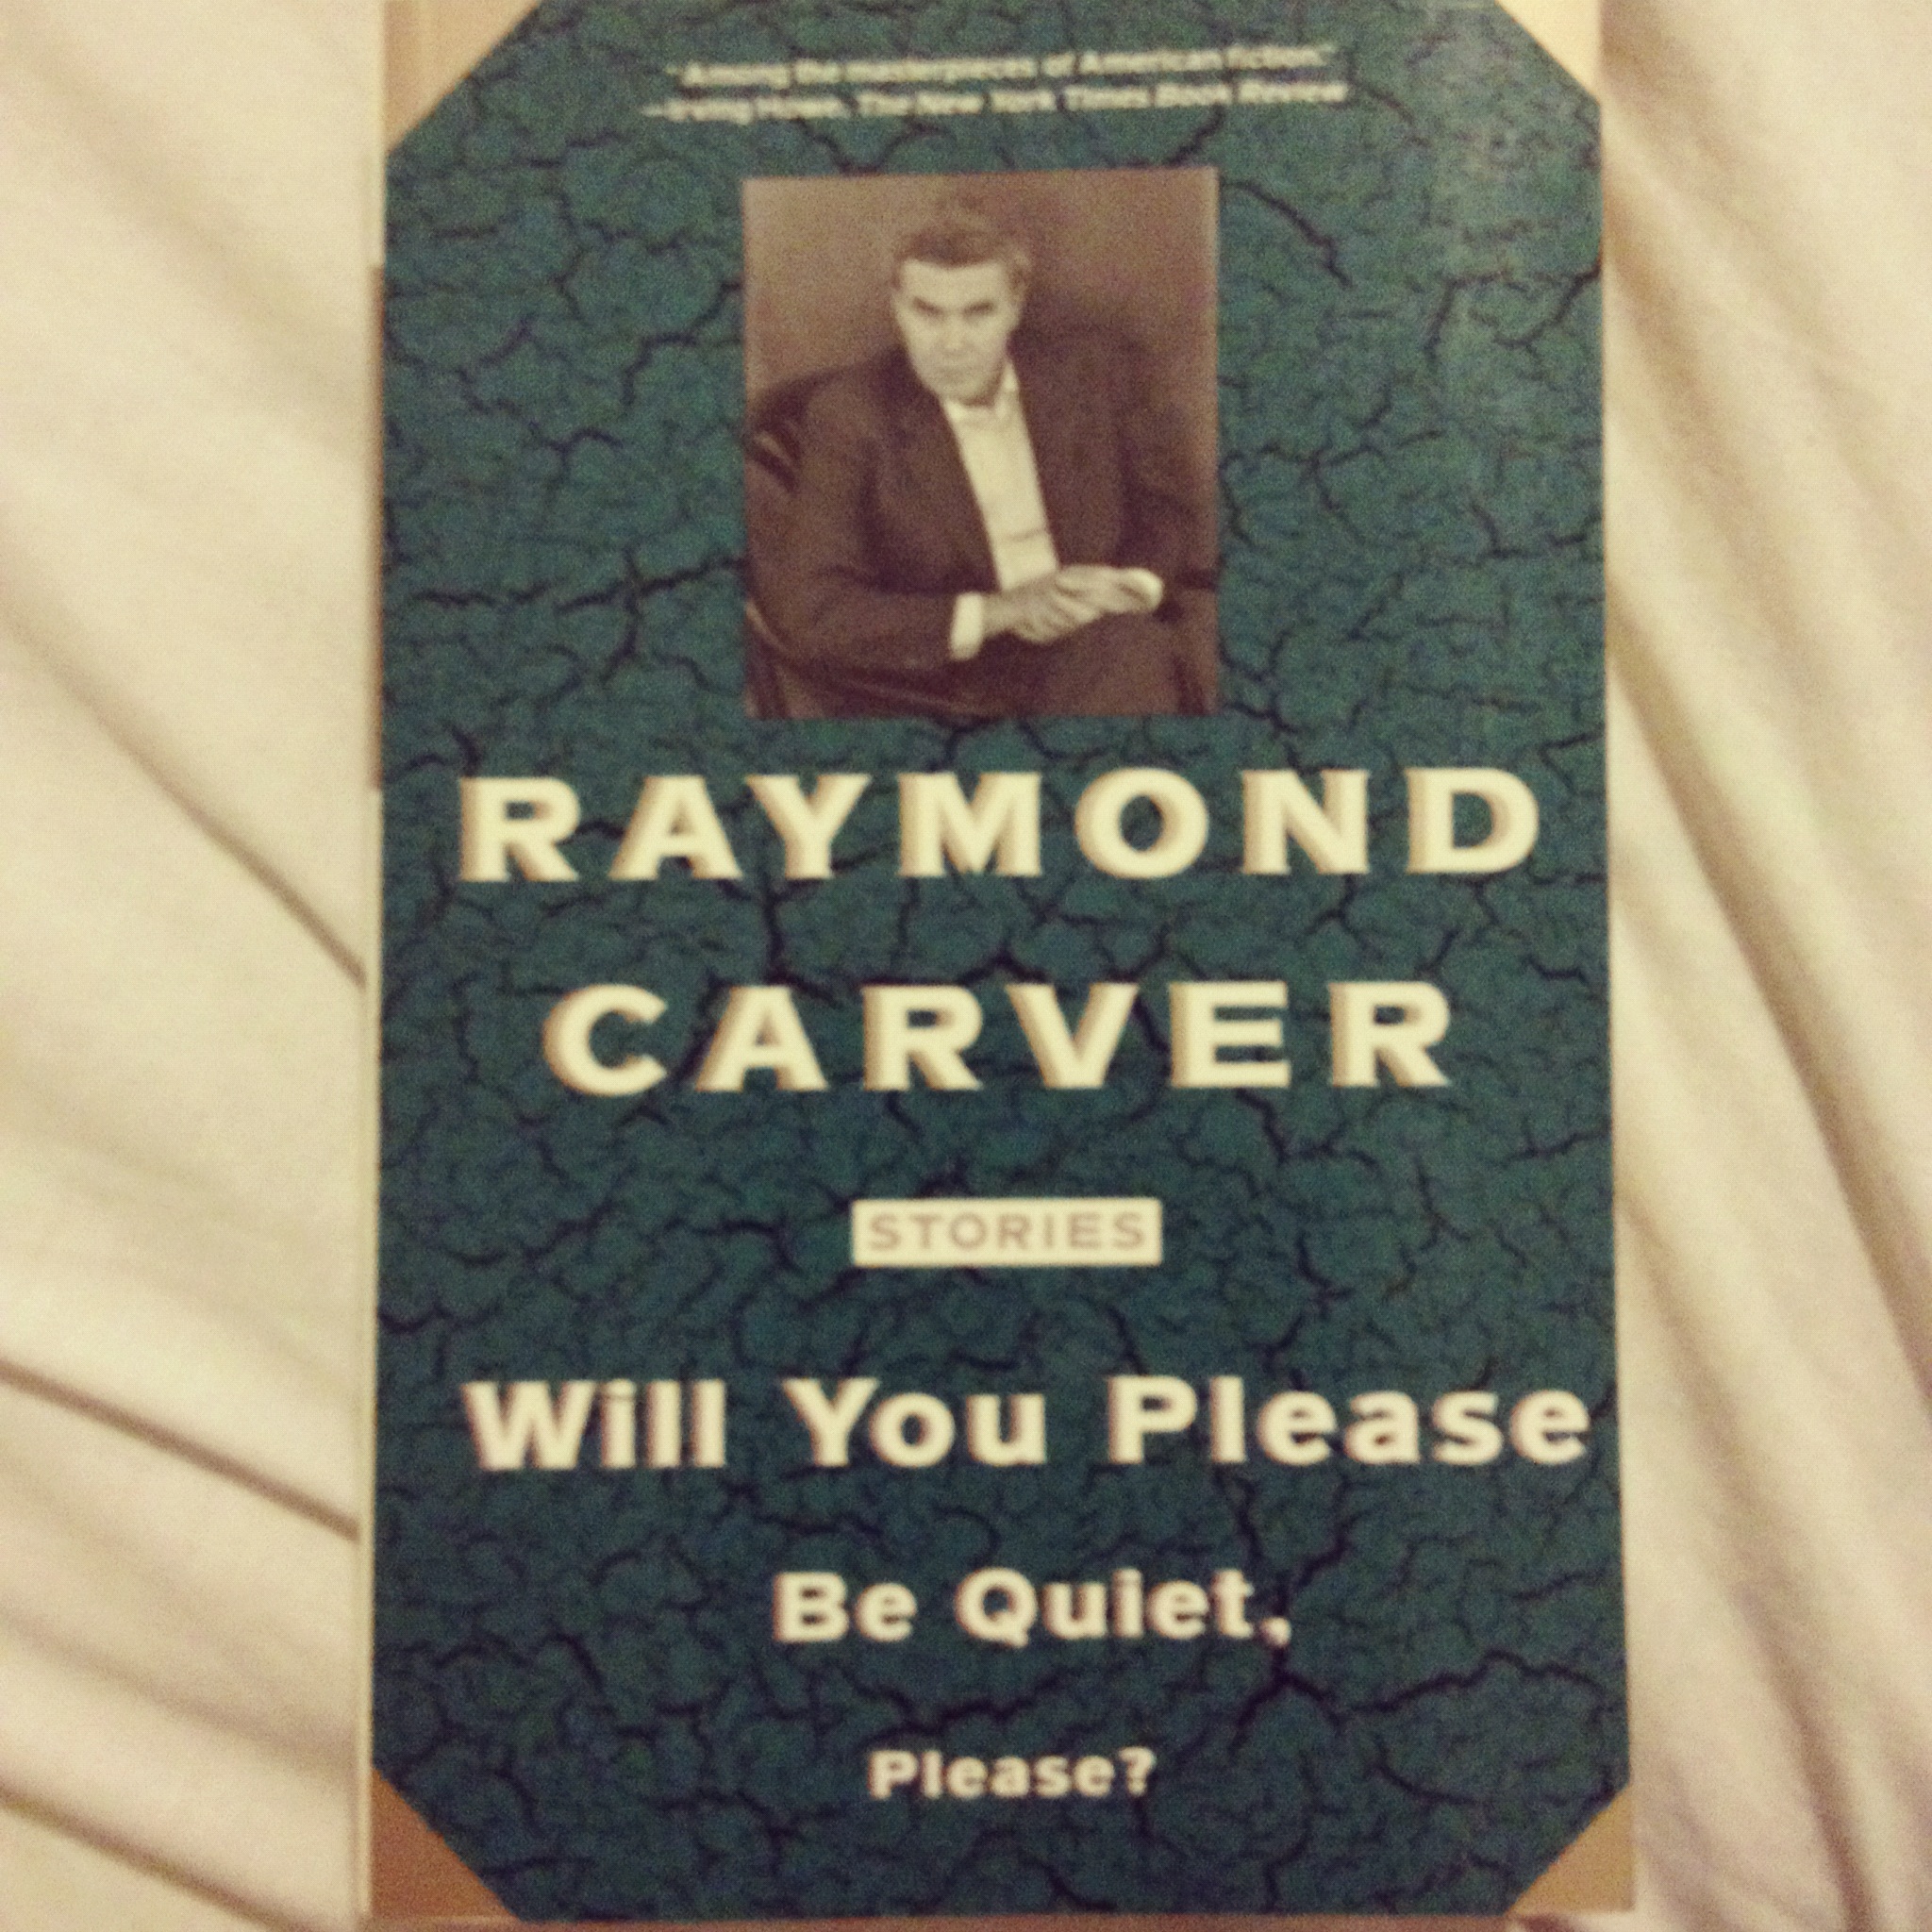 "Among the masterpieces of American fiction."
—Irving Howe, The New York Times Book Review
RAYMOND
CARVER
STORIES
Will You Please
Be Quiet,
Please?